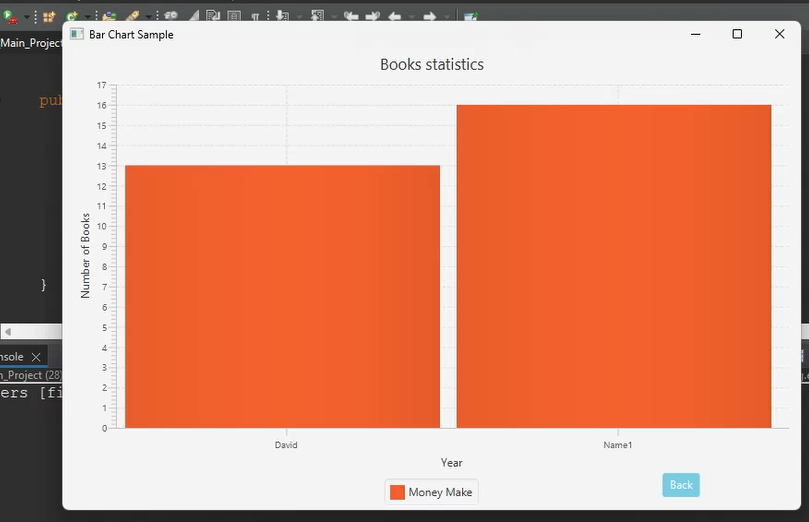 Bar Chart Sample
Main_Project
pub
Books statistics
17
16
15
14
13
12
11
10
9
8
7
6
5
4
3
2
1
0
Number of Books
David
Name1
Year
Money Make
Back
}
nsole
n_Project (28)
ers [fi